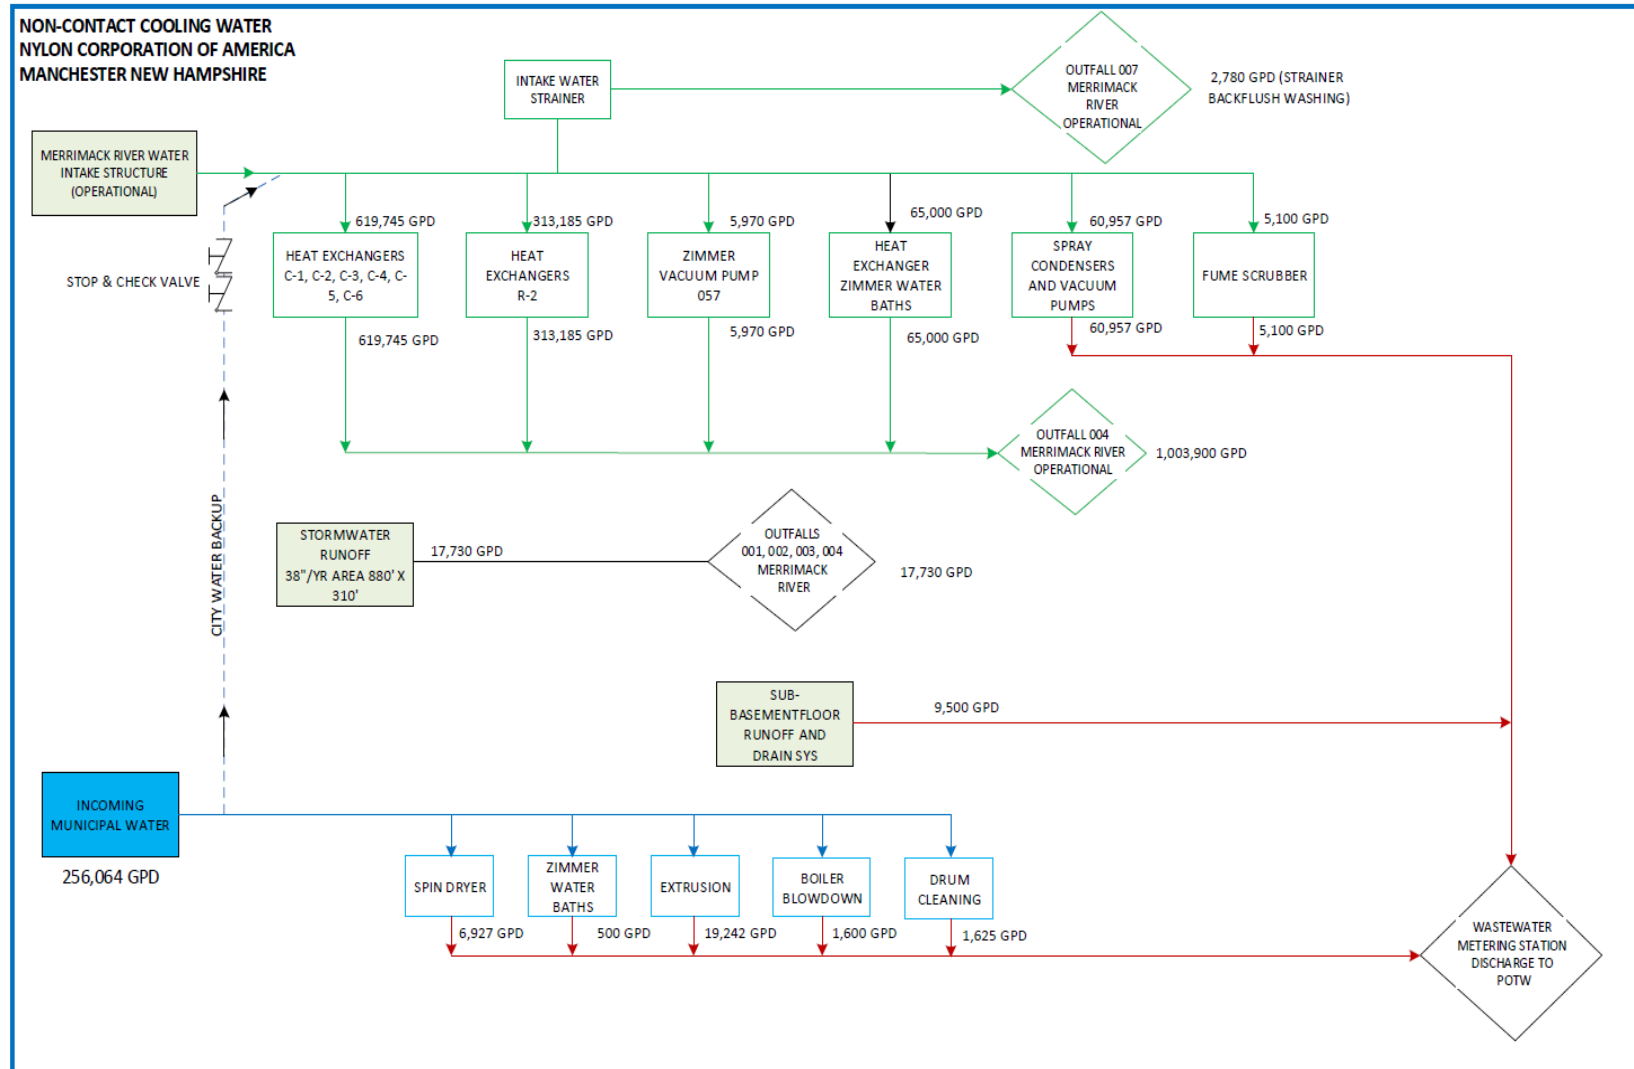 NON-CONTACT COOLING WATER
NYLON CORPORATION OF AMERICA
MANCHESTER NEW HAMPSHIRE
INTAKE WATER
STRAINER
OUTFALL 007
MERRIMACK
RIVER
OPERATIONAL
2,780 GPD (STRAINER
BACKFLUSH WASHING)
MERRIMACK RIVER WATER
INTAKE STRUCTURE
(OPERATIONAL)
619,745 GPD
313,185 GPD
5,970 GPD
65,000 GPD
60,957 GPD
5,100 GPD
STOP & CHECK VALVE
HEAT EXCHANGERS
C-1, C-2, C-3, C-4, C-
5, C-6
HEAT
EXCHANGERS
R-2
ZIMMER
VACUUM PUMP
057
HEAT
EXCHANGER
ZIMMER WATER
BATHS
SPRAY
CONDENSERS
AND VACUUM
PUMPS
FUME SCRUBBER
619,745 GPD
313,185 GPD
5,970 GPD
65,000 GPD
60,957 GPD
5,100 GPD
OUTFALL 004
MERRIMACK RIVER
OPERATIONAL
1,003,900 GPD
CITY WATER BACKUP
STORMWATER
RUNOFF
38"/YR AREA 880' X
310'
17,730 GPD
OUTFALLS
001, 002, 003, 004
MERRIMACK
RIVER
17,730 GPD
SUB-
BASEMENTFLOOR
RUNOFF AND
DRAIN SYS
9,500 GPD
INCOMING
MUNICIPAL WATER
256,064 GPD
SPIN DRYER
ZIMMER
WATER
BATHS
EXTRUSION
BOILER
BLOWDOWN
DRUM
CLEANING
6,927 GPD
500 GPD
19,242 GPD
1,600 GPD
1,625 GPD
WASTEWATER
METERING STATION
DISCHARGE TO
POTW